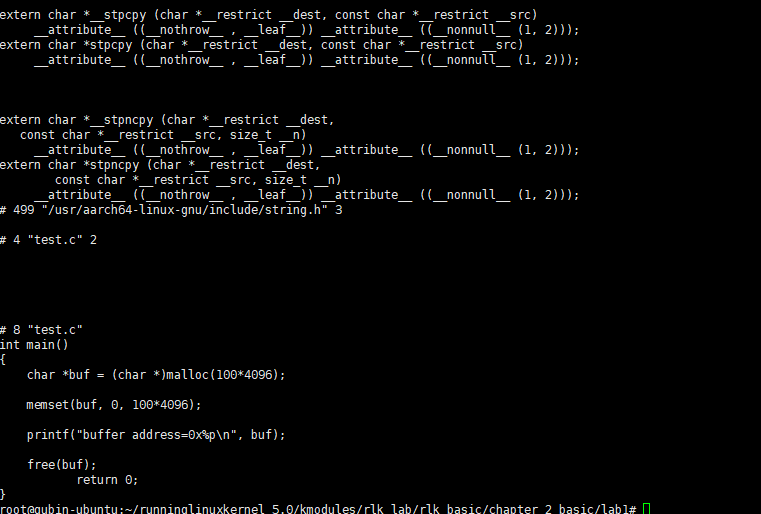 extern char *__stpcpy (char *__restrict __dest, const char *__restrict __src)
     __attribute__ ((__nothrow__ , __leaf__)) __attribute__ ((__nonnull__ (1, 2)));
extern char *stpcpy (char *__restrict __dest, const char *__restrict __src)
     __attribute__ ((__nothrow__ , __leaf__)) __attribute__ ((__nonnull__ (1, 2)));
extern char *__stpncpy (char *__restrict __dest,
   const char *__restrict __src, size_t __n)
     __attribute__ ((__nothrow__ , __leaf__)) __attribute__ ((__nonnull__ (1, 2)));
extern char *stpncpy (char *__restrict __dest,
        const char *__restrict __src, size_t __n)
     __attribute__ ((__nothrow__ , __leaf__)) __attribute__ ((__nonnull__ (1, 2)));
# 499 "/usr/aarch64-linux-gnu/include/string.h" 3
# 4 "test.c" 2
# 8 "test.c"
int main()
{
    char *buf = (char *)malloc(100*4096);
    memset(buf, 0, 100*4096);
    printf("buffer address=0x%p\n", buf);
    free(buf);
           return 0;
}
root@gubin-ubuntu:~/runninglinuxkernel_5.0/kmodules/rlk_lab/rlk_basic/chapter_2_basic/lab1#